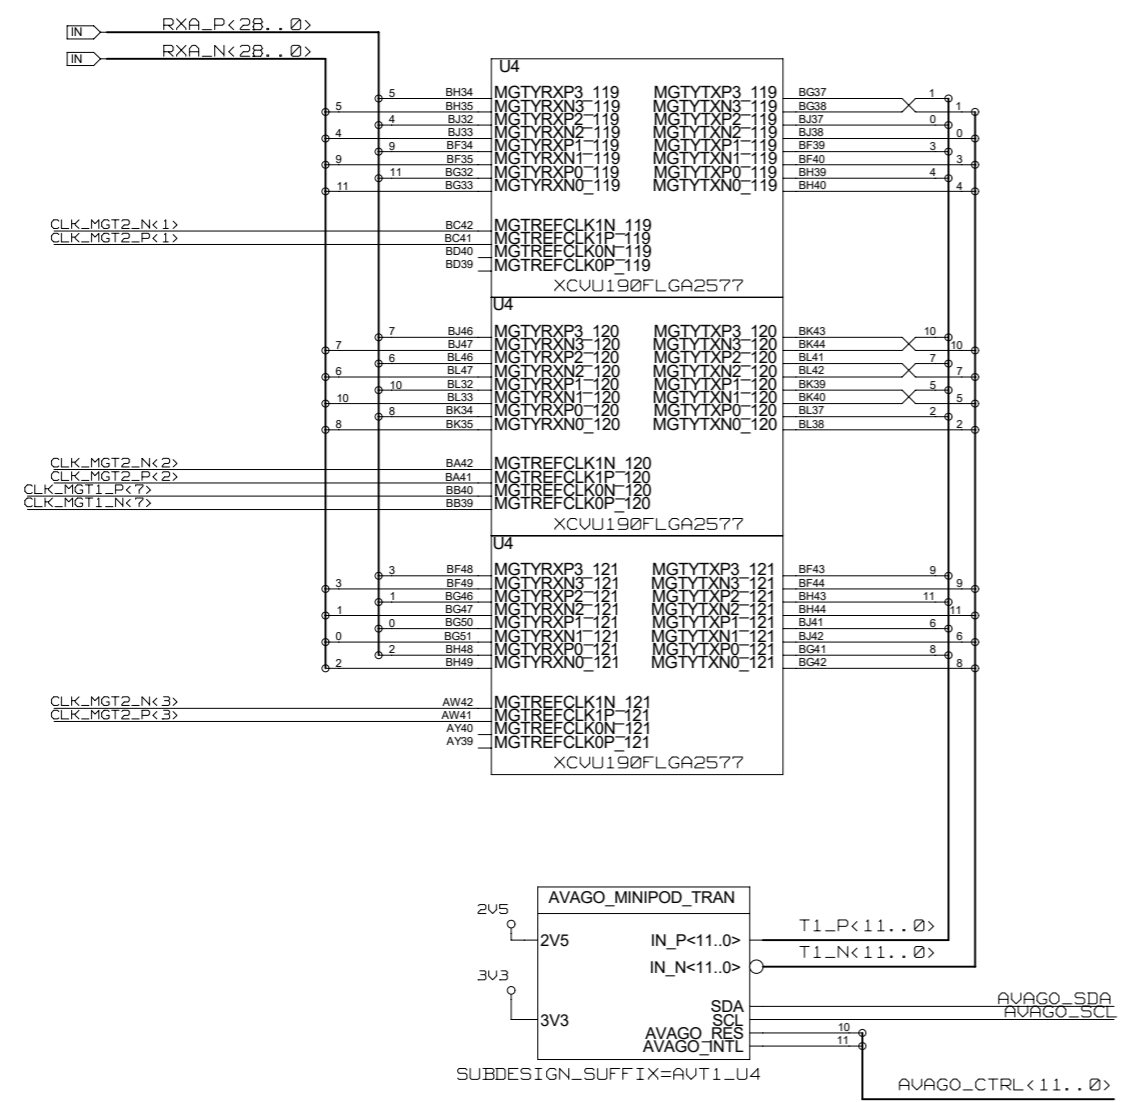 IN RXA_P<28..0>
IN RXA_N<28..0>
U4
5 BH34 MGTYRXP3_119 MGTYTXP3_119 BG37 1
5 BH35 MGTYRXN3_119 MGTYTXN3_119 BG38 1
4 BJ32 MGTYRXP2_119 MGTYTXP2_119 BJ37 0
4 BJ33 MGTYRXN2_119 MGTYTXN2_119 BJ38 0
9 BF34 MGTYRXP1_119 MGTYTXP1_119 BF39 3
9 BF35 MGTYRXN1_119 MGTYTXN1_119 BF40 3
11 BG32 MGTYRXP0_119 MGTYTXP0_119 BH39 4
11 BG33 MGTYRXN0_119 MGTYTXN0_119 BH40 4
CLK_MGT2_N<1> BC42 MGTREFCLK1N_119
CLK_MGT2_P<1> BC41 MGTREFCLK1P_119
BD40 MGTREFCLK0N_119
BD39 MGTREFCLK0P_119
XCVU190FLGA2577
U4
7 BJ46 MGTYRXP3_120 MGTYTXP3_120 BK43 10
7 BJ47 MGTYRXN3_120 MGTYTXN3_120 BK44 10
6 BL46 MGTYRXP2_120 MGTYTXP2_120 BL41 7
6 BL47 MGTYRXN2_120 MGTYTXN2_120 BL42 7
10 BL32 MGTYRXP1_120 MGTYTXP1_120 BK39 5
10 BL33 MGTYRXN1_120 MGTYTXN1_120 BK40 5
8 BK34 MGTYRXP0_120 MGTYTXP0_120 BL37 2
8 BK35 MGTYRXN0_120 MGTYTXN0_120 BL38 2
CLK_MGT2_N<2> BA42 MGTREFCLK1N_120
CLK_MGT2_P<2> BA41 MGTREFCLK1P_120
CLK_MGT1_P<7> BB40 MGTREFCLK0N_120
CLK_MGT1_N<7> BB39 MGTREFCLK0P_120
XCVU190FLGA2577
U4
3 BF48 MGTYRXP3_121 MGTYTXP3_121 BF43 9
3 BF49 MGTYRXN3_121 MGTYTXN3_121 BF44 9
1 BG46 MGTYRXP2_121 MGTYTXP2_121 BH43 11
1 BG47 MGTYRXN2_121 MGTYTXN2_121 BH44 11
0 BG50 MGTYRXP1_121 MGTYTXP1_121 BJ41 6
0 BG51 MGTYRXN1_121 MGTYTXN1_121 BJ42 6
2 BH48 MGTYRXP0_121 MGTYTXP0_121 BG41 8
2 BH49 MGTYRXN0_121 MGTYTXN0_121 BG42 8
CLK_MGT2_N<3> AW42 MGTREFCLK1N_121
CLK_MGT2_P<3> AW41 MGTREFCLK1P_121
AY40 MGTREFCLK0N_121
AY39 MGTREFCLK0P_121
XCVU190FLGA2577
AVAGO_MINIPOD_TRAN
2V5
2V5 IN_P<11..0> T1_P<11..0>
IN_N<11..0> T1_N<11..0>
3V3
SDA AVAGO_SDA
3V3 SCL AVAGO_SCL
AVAGO_RES 10
AVAGO_INTL 11
SUBDESIGN_SUFFIX=AVT1_U4
AVAGO_CTRL<11..0>